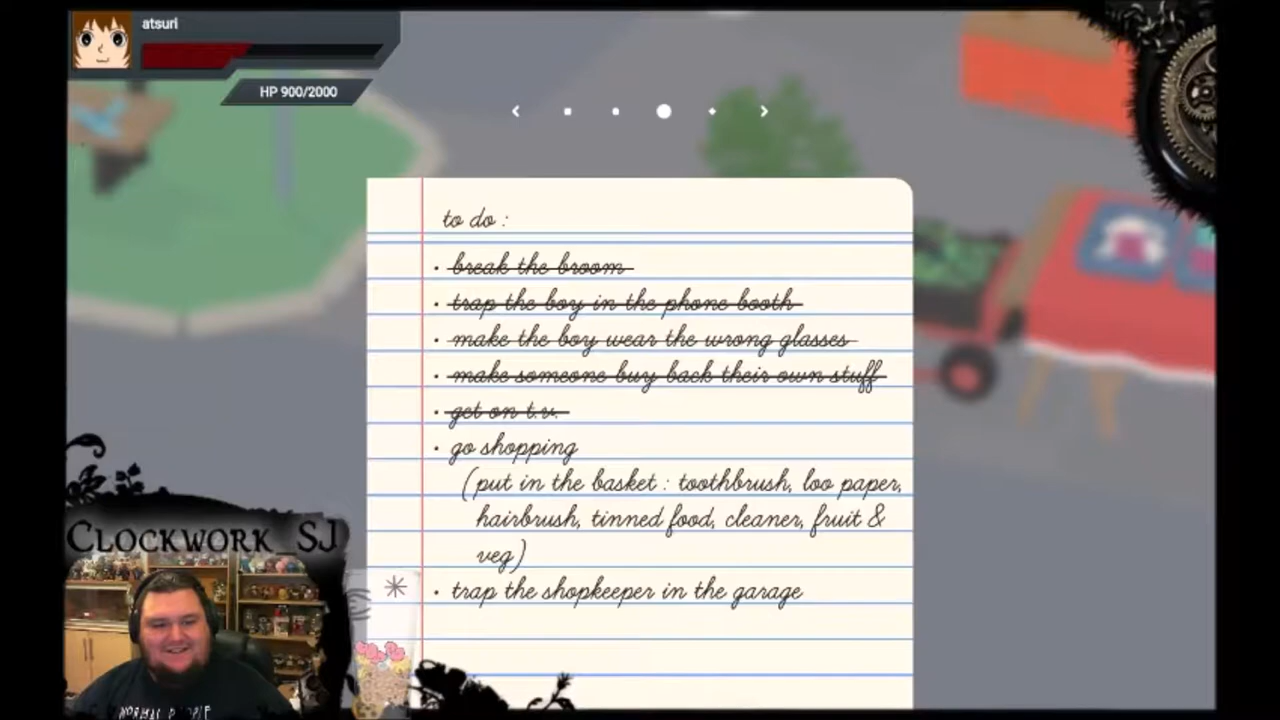 atsuri
HP 900/2000
to do :
• break the broom
• trap the boy in the phone booth
• make the boy wear the wrong glasses
• make someone buy back their own stuff
• get on t.v.
• go shopping
(put in the basket : toothbrush, loo paper,
hairbrush, tinned food, cleaner, fruit &
veg)
• trap the shopkeeper in the garage
CLOCKWORK_SJ
NORMAL PEOPLE